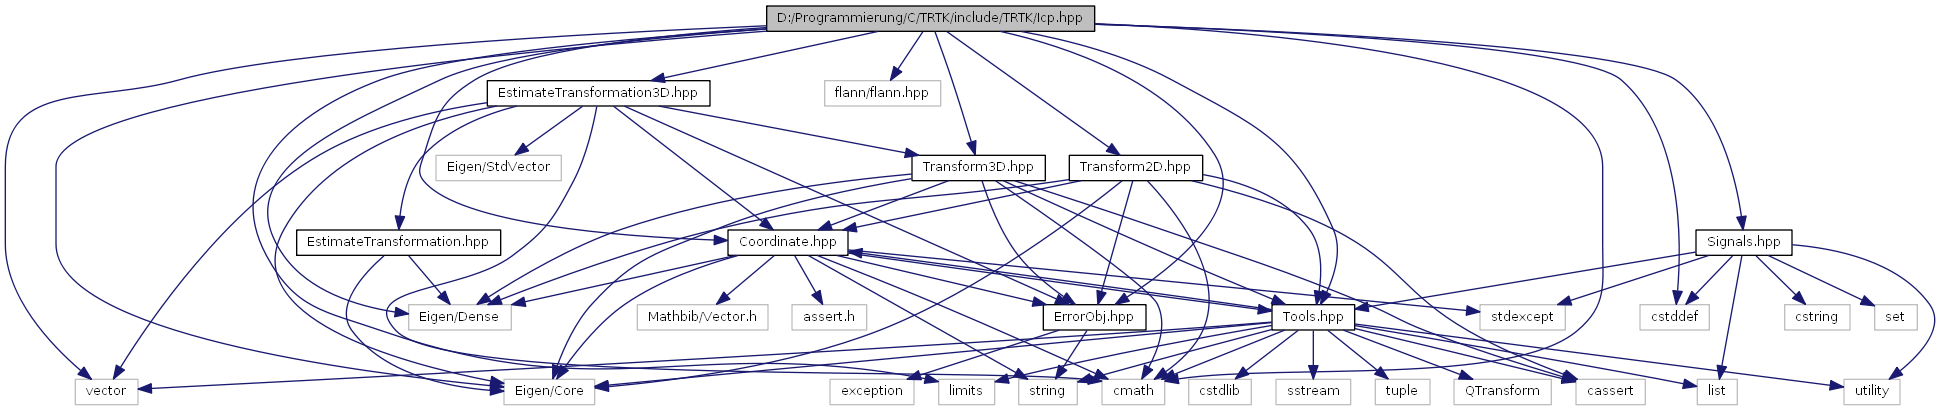 D:/Programmierung/C/TRTK/include/TRTK/Icp.hpp
EstimateTransformation3D.hpp
flann/flann.hpp
Eigen/StdVector
Transform3D.hpp
Transform2D.hpp
EstimateTransformation.hpp
Coordinate.hpp
Signals.hpp
Eigen/Dense
Mathbib/Vector.h
assert.h
ErrorObj.hpp
Tools.hpp
stdexcept
cstddef
cstring
set
vector
Eigen/Core
exception
limits
string
cmath
cstdlib
sstream
tuple
QTransform
cassert
list
utility